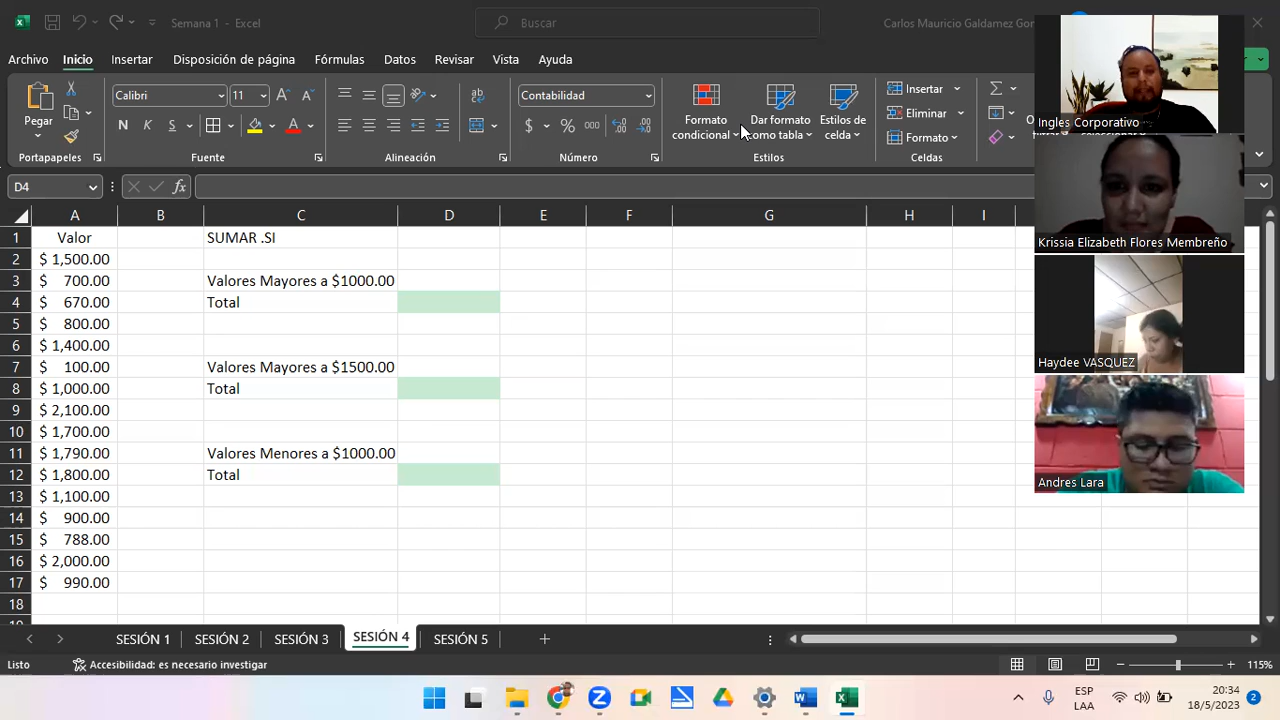 Semana 1 - Excel
Buscar
Carlos Mauricio Galdamez Gor
Archivo Inicio Insertar Disposición de página Fórmulas Datos Revisar Vista Ayuda
Pegar
Calibri 11
Contabilidad
Formato condicional
Dar formato como tabla
Estilos de celda
Insertar
Eliminar
Formato
N K S
$ % 000
Portapapeles Fuente Alineación Número Estilos Celdas
D4 fx
A B C D E F G H I
1 Valor SUMAR .SI
2 $ 1,500.00
3 $ 700.00 Valores Mayores a $1000.00
4 $ 670.00 Total
5 $ 800.00
6 $ 1,400.00
7 $ 100.00 Valores Mayores a $1500.00
8 $ 1,000.00 Total
9 $ 2,100.00
10 $ 1,700.00
11 $ 1,790.00 Valores Menores a $1000.00
12 $ 1,800.00 Total
13 $ 1,100.00
14 $ 900.00
15 $ 788.00
16 $ 2,000.00
17 $ 990.00
18
Ingles Corporativo
Krissia Elizabeth Flores Membreño
Haydee VASQUEZ
Andres Lara
SESIÓN 1 SESIÓN 2 SESIÓN 3 SESIÓN 4 SESIÓN 5
Listo Accesibilidad: es necesario investigar 115%
ESP
LAA
20:34
18/5/2023
2